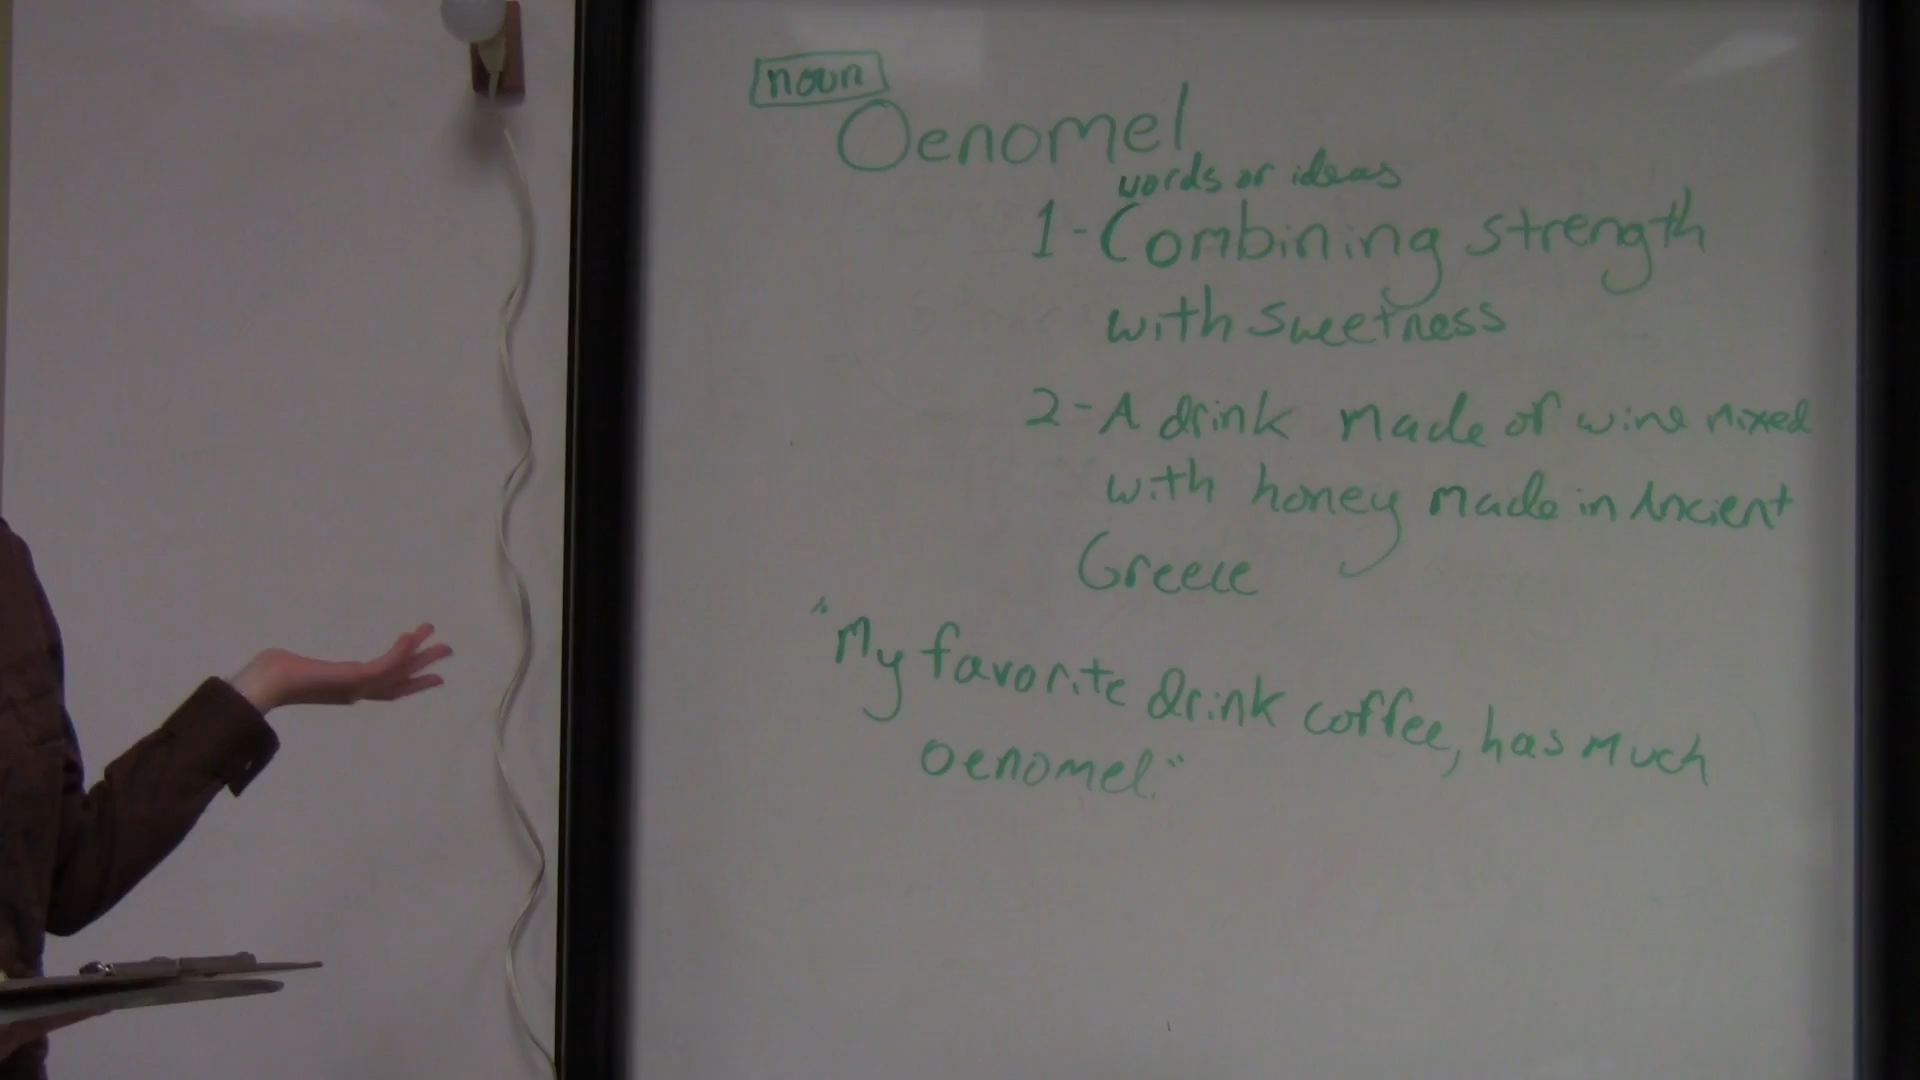 noun
Oenomel
words or ideas
1-Combining strength
with sweetness
2-A drink made of wine mixed
with honey made in Ancient
Greece
"My favorite drink coffee, has much
oenomel."